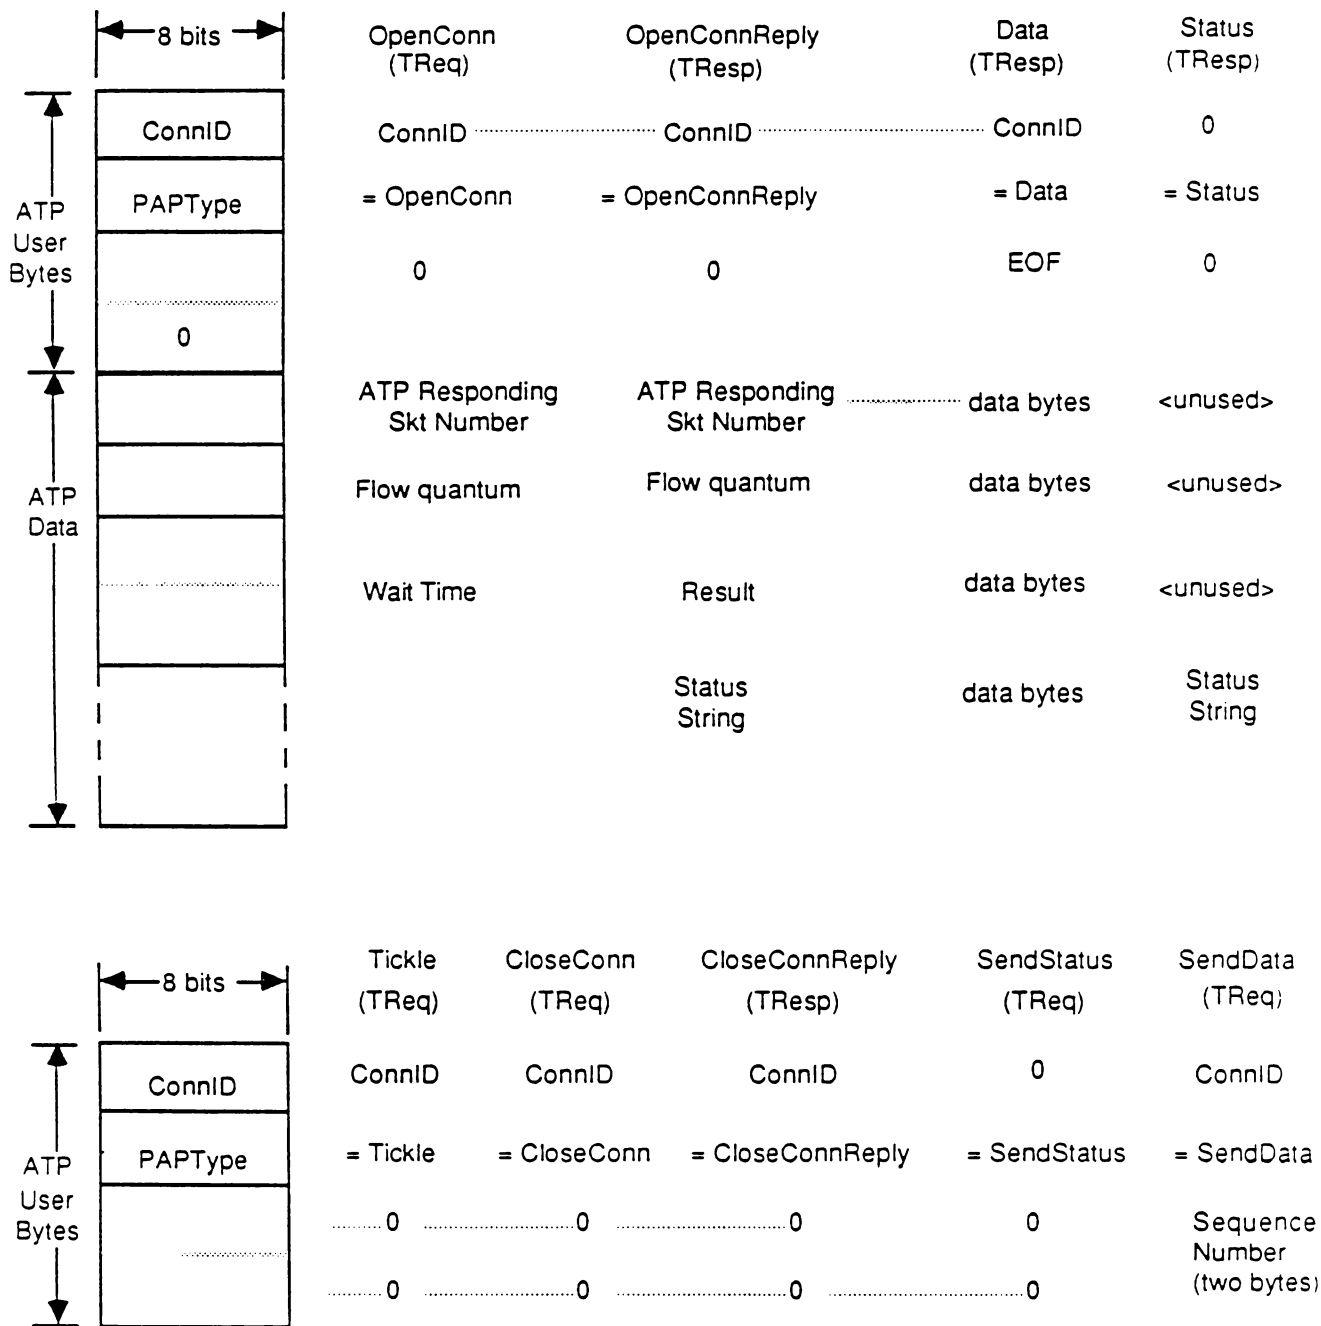 8 bits
OpenConn
(TReq)
OpenConnReply
(TResp)
Data
(TResp)
Status
(TResp)
ConnID
ConnID
ConnID
ConnID
0
ATP
User
Bytes
PAPType
= OpenConn
= OpenConnReply
= Data
= Status
0
0
EOF
0
0
ATP Responding
Skt Number
ATP Responding
Skt Number
data bytes
<unused>
ATP
Data
Flow quantum
Flow quantum
data bytes
<unused>
Wait Time
Result
data bytes
<unused>
Status
String
data bytes
Status
String
8 bits
Tickle
(TReq)
CloseConn
(TReq)
CloseConnReply
(TResp)
SendStatus
(TReq)
SendData
(TReq)
ConnID
ConnID
ConnID
ConnID
0
ConnID
ATP
User
Bytes
PAPType
= Tickle
= CloseConn
= CloseConnReply
= SendStatus
= SendData
0
0
0
0
Sequence
Number
(two bytes)
0
0
0
0